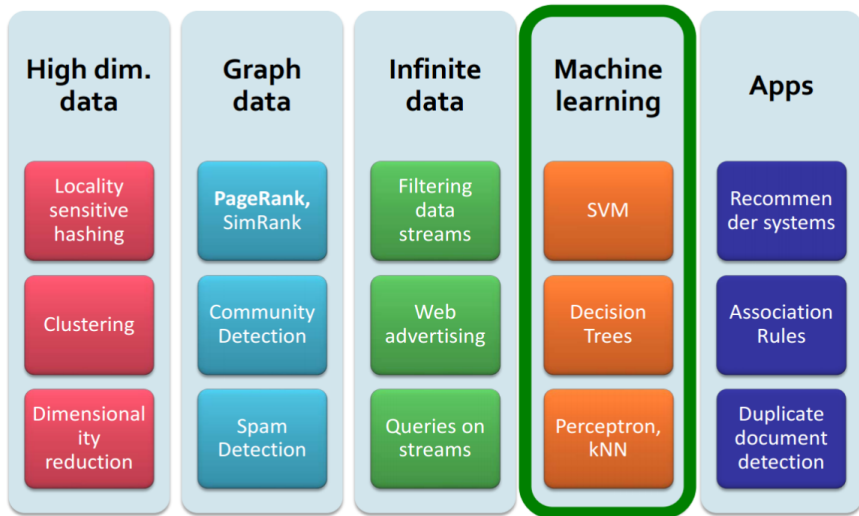 High dim.
data
Locality
sensitive
hashing
Clustering
Dimensional
ity
reduction
Graph
data
PageRank,
SimRank
Community
Detection
Spam
Detection
Infinite
data
Filtering
data
streams
Web
advertising
Queries on
streams
Machine
learning
SVM
Decision
Trees
Perceptron,
kNN
Apps
Recommen
der systems
Association
Rules
Duplicate
document
detection